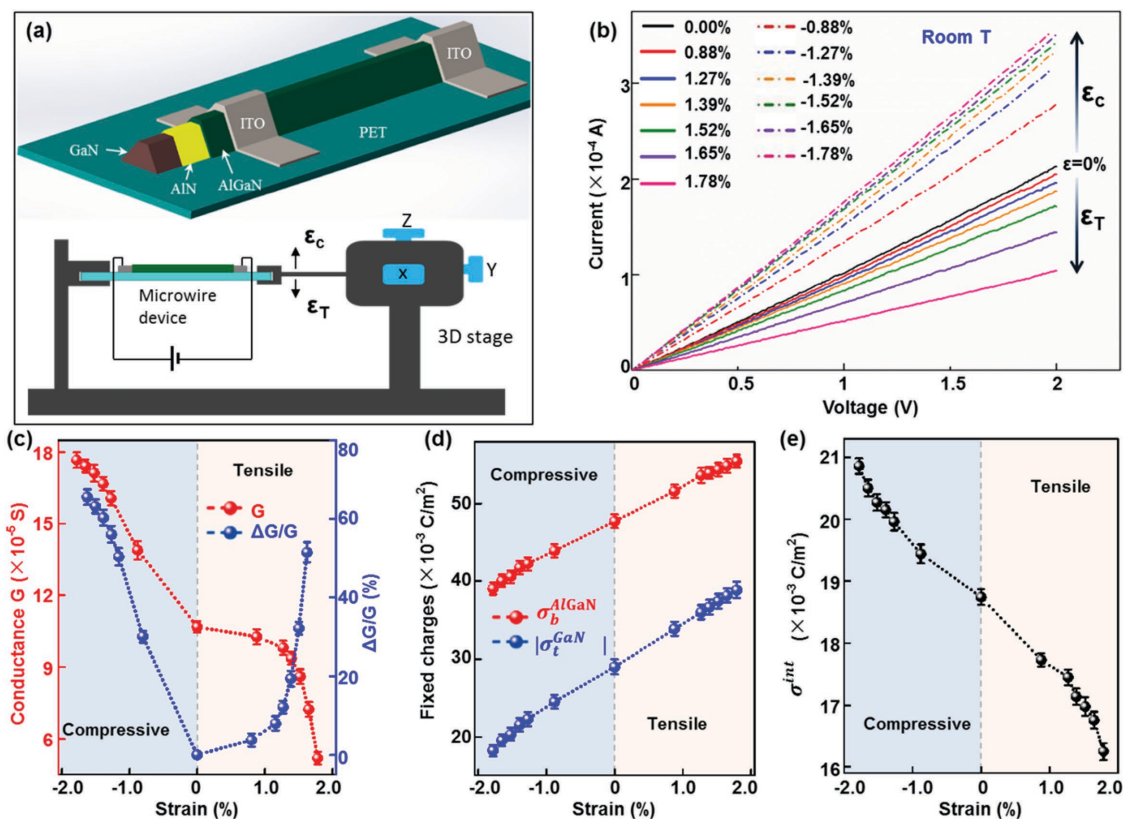 (a)
ITO
ITO
PET
GaN
AlN
AlGaN
Z
εc
X
Y
Microwire
device
εT
3D stage
(b)
Room T
0.00%
0.88%
1.27%
1.39%
1.52%
1.65%
1.78%
-0.88%
-1.27%
-1.39%
-1.52%
-1.65%
-1.78%
εc
ε=0%
εT
Current (×10⁻⁴ A)
3
2
1
0
0 0.5 1 1.5 2
Voltage (V)
(c)
Tensile
G
ΔG/G
Compressive
Conductance G (×10⁻⁵ S)
18
15
12
9
6
ΔG/G (%)
80
60
40
20
0
-2.0 -1.0 0 1.0 2.0
Strain (%)
(d)
Compressive
σ_b^AlGaN
|σ_t^GaN |
Tensile
Fixed charges (×10⁻³ C/m²)
50
40
30
20
-2.0 -1.0 0 1.0 2.0
Strain (%)
(e)
Tensile
Compressive
σ^int (×10⁻³ C/m²)
21
20
19
18
17
16
-2.0 -1.0 0 1.0 2.0
Strain (%)